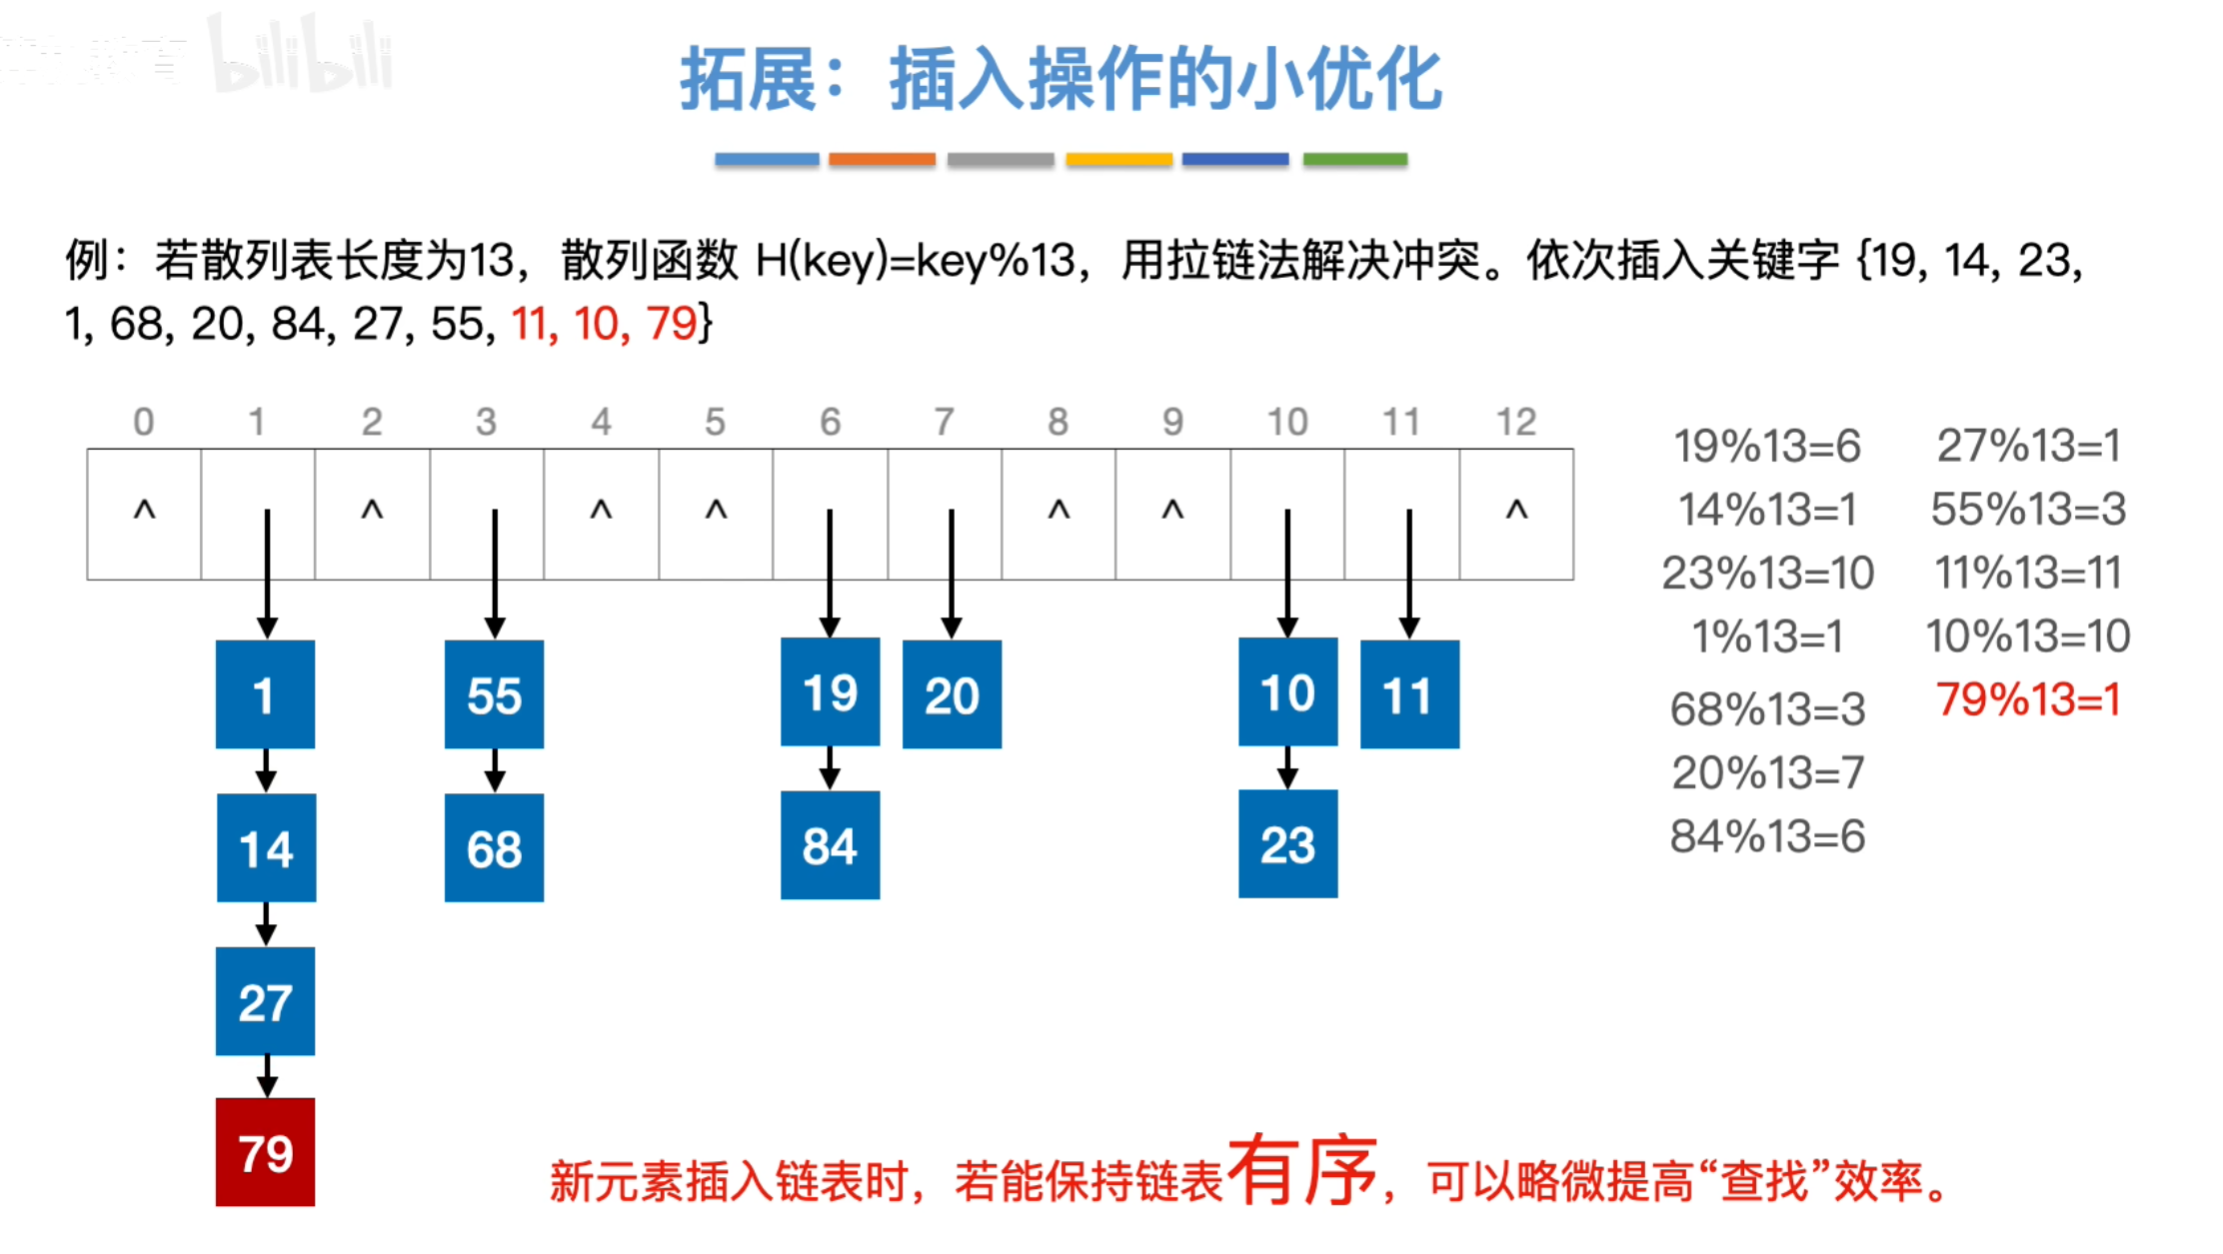 bilibili
拓展：插入操作的小优化
例：若散列表长度为13，散列函数 H(key)=key%13，用拉链法解决冲突。依次插入关键字 {19, 14, 23,
1, 68, 20, 84, 27, 55, 11, 10, 79}
0 1 2 3 4 5 6 7 8 9 10 11 12
^ ^ ^ ^ ^ ^ ^
1 55 19 20 10 11
14 68 84 23
27
79
19%13=6 27%13=1
14%13=1 55%13=3
23%13=10 11%13=11
1%13=1 10%13=10
68%13=3 79%13=1
20%13=7
84%13=6
新元素插入链表时，若能保持链表有序，可以略微提高“查找”效率。